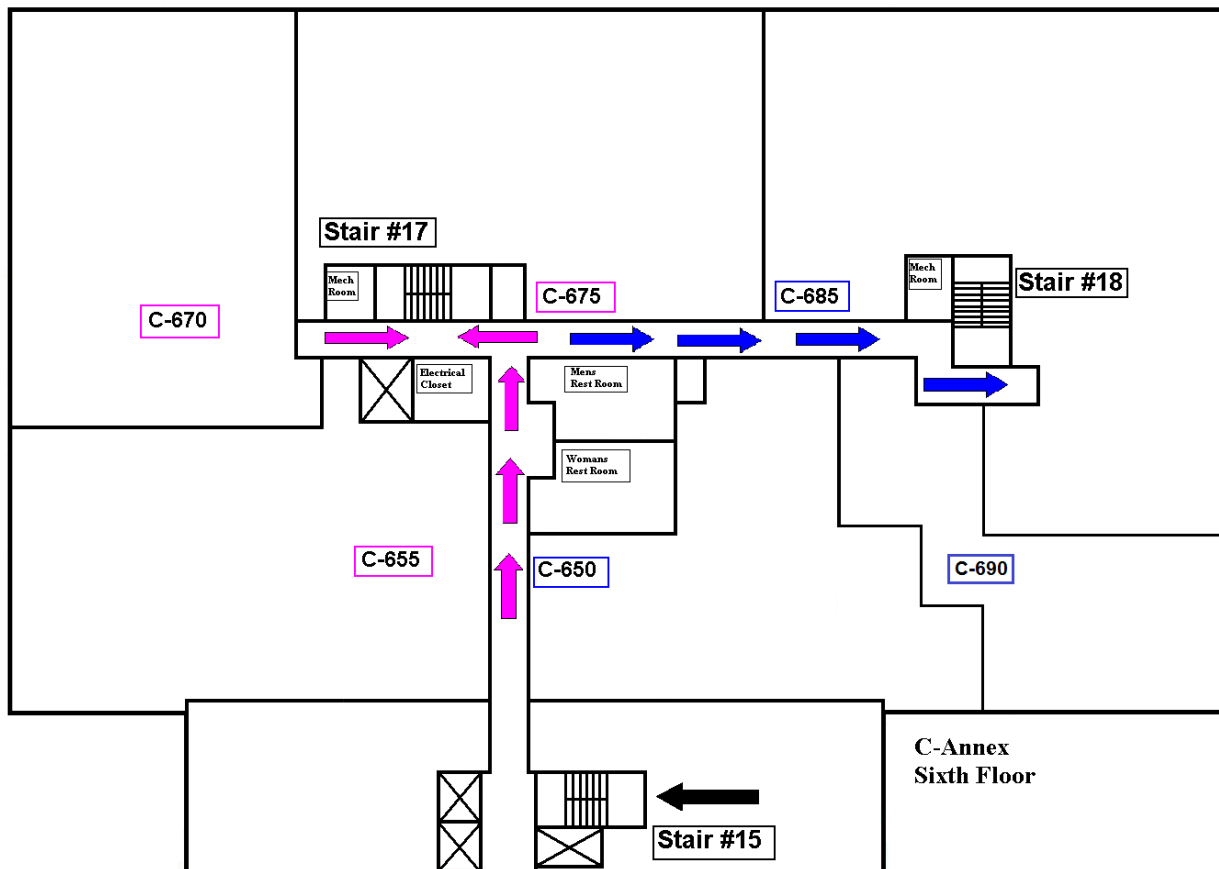 Stair #17
Mech
Room
Mech
Room
Stair #18
C-675
C-685
C-670
Electrical
Closet
Mens
Rest Room
Womans
Rest Room
C-655
C-650
C-690
C-Annex
Sixth Floor
Stair #15